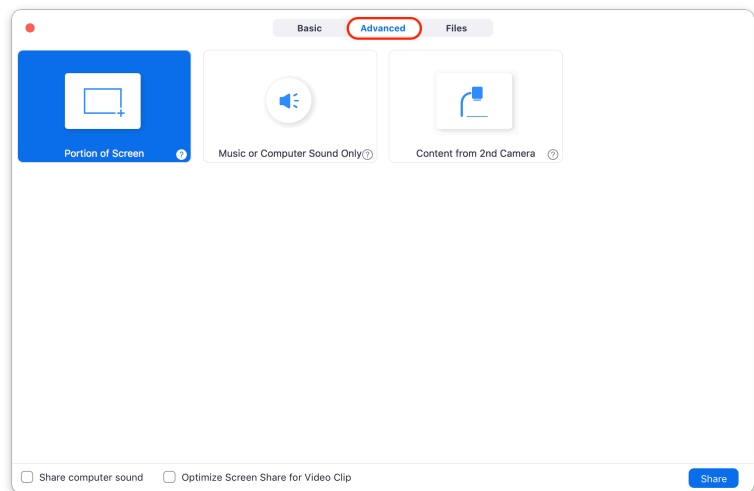 Basic Advanced Files
Portion of Screen ? Music or Computer Sound Only ? Content from 2nd Camera ?
Share computer sound Optimize Screen Share for Video Clip Share